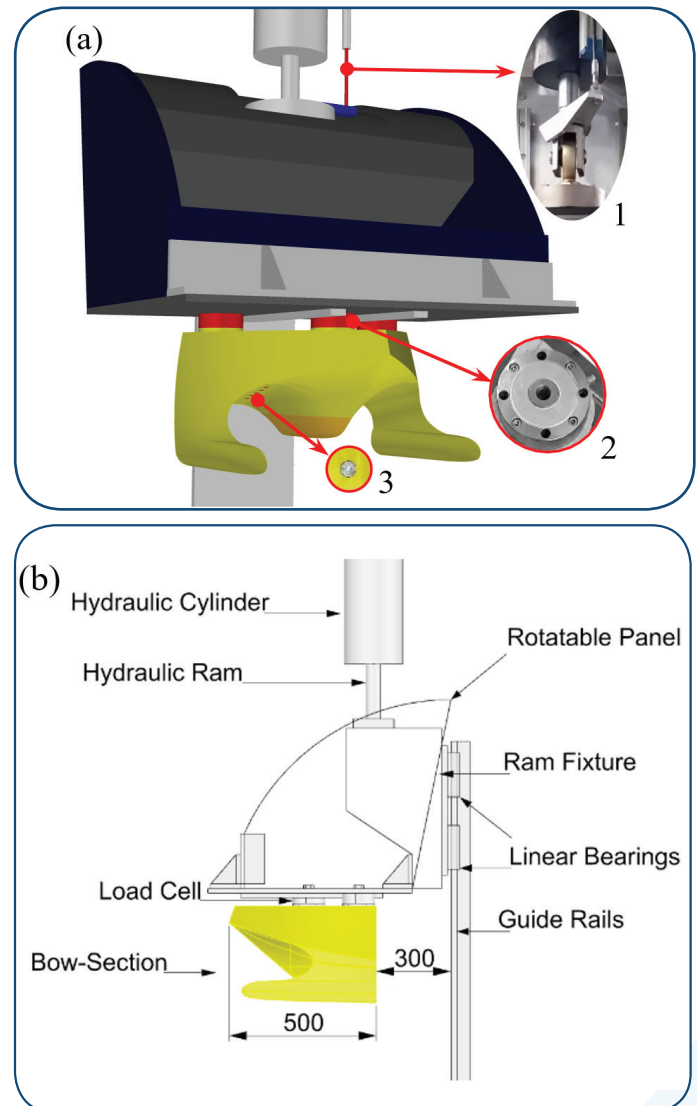 (a)
1
2
3
(b)
Hydraulic Cylinder
Rotatable Panel
Hydraulic Ram
Ram Fixture
Linear Bearings
Load Cell
Guide Rails
Bow-Section
300
500